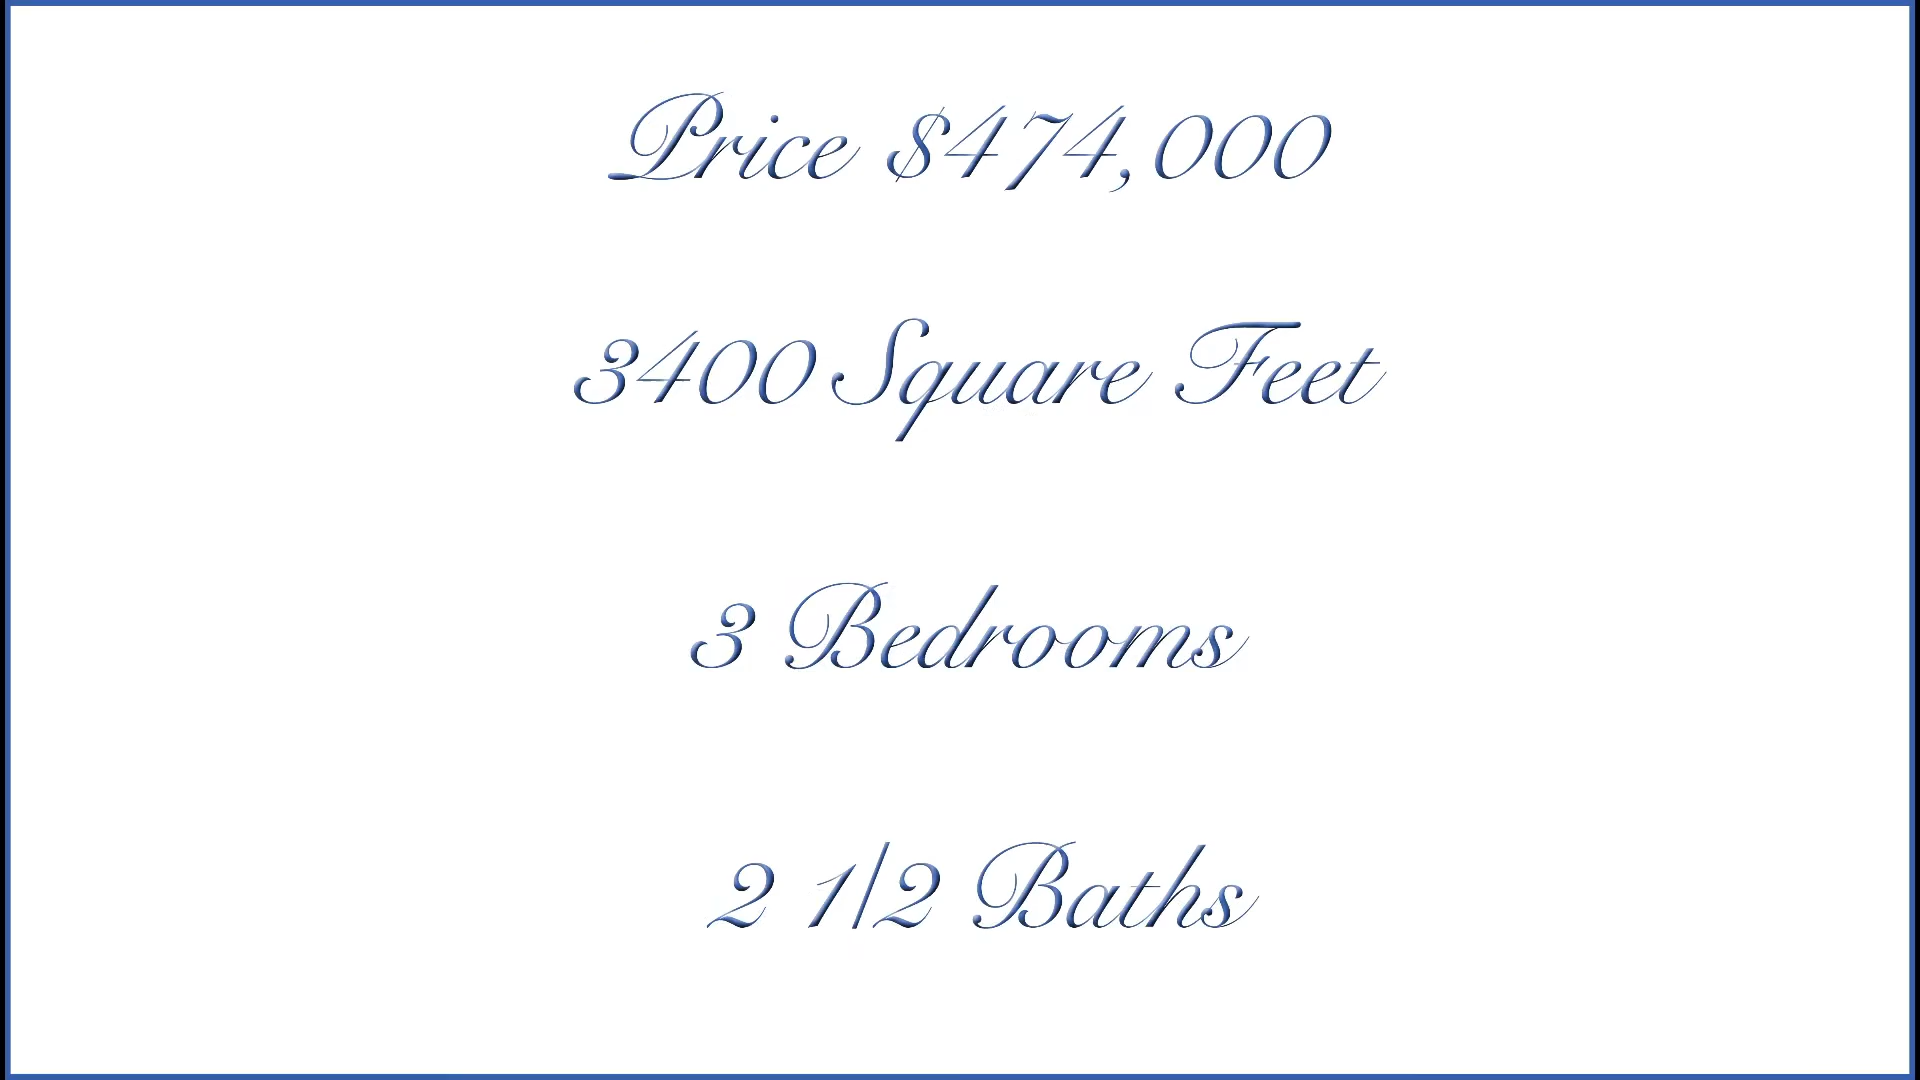 Price $474,000
3400 Square Feet
3 Bedrooms
2 1/2 Baths